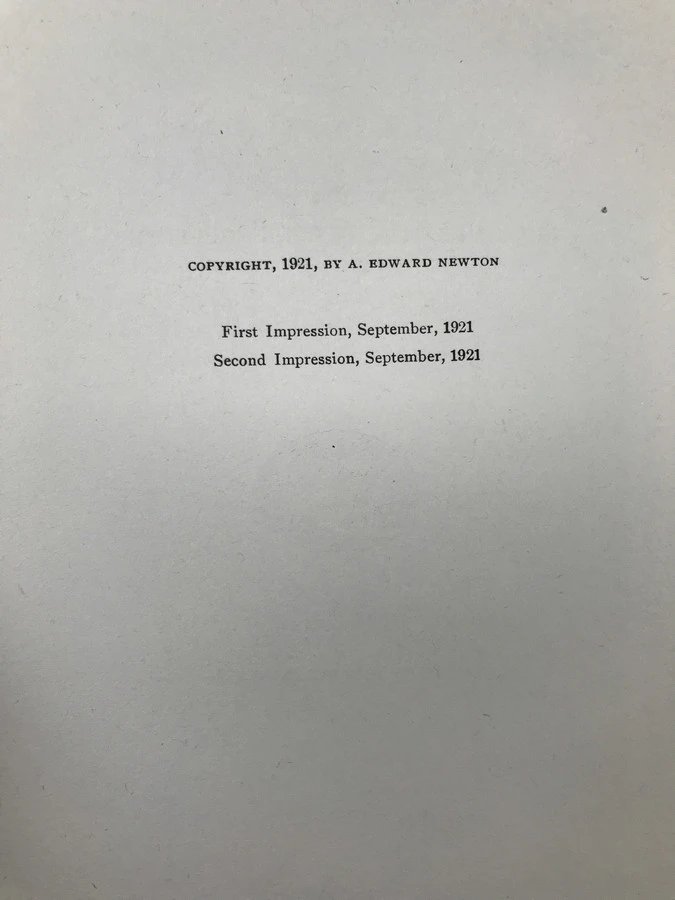 COPYRIGHT, 1921, BY A. EDWARD NEWTON
First Impression, September, 1921
Second Impression, September, 1921